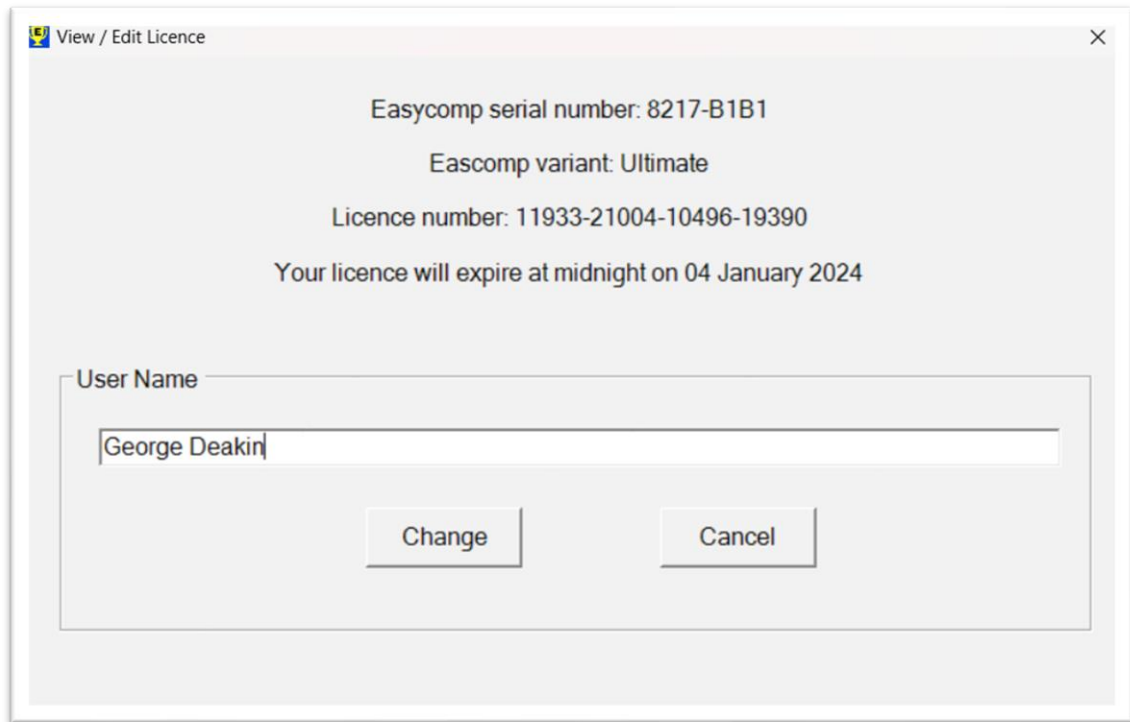 View / Edit Licence
Easycomp serial number: 8217-B1B1
Eascomp variant: Ultimate
Licence number: 11933-21004-10496-19390
Your licence will expire at midnight on 04 January 2024
User Name
George Deakin
Change Cancel